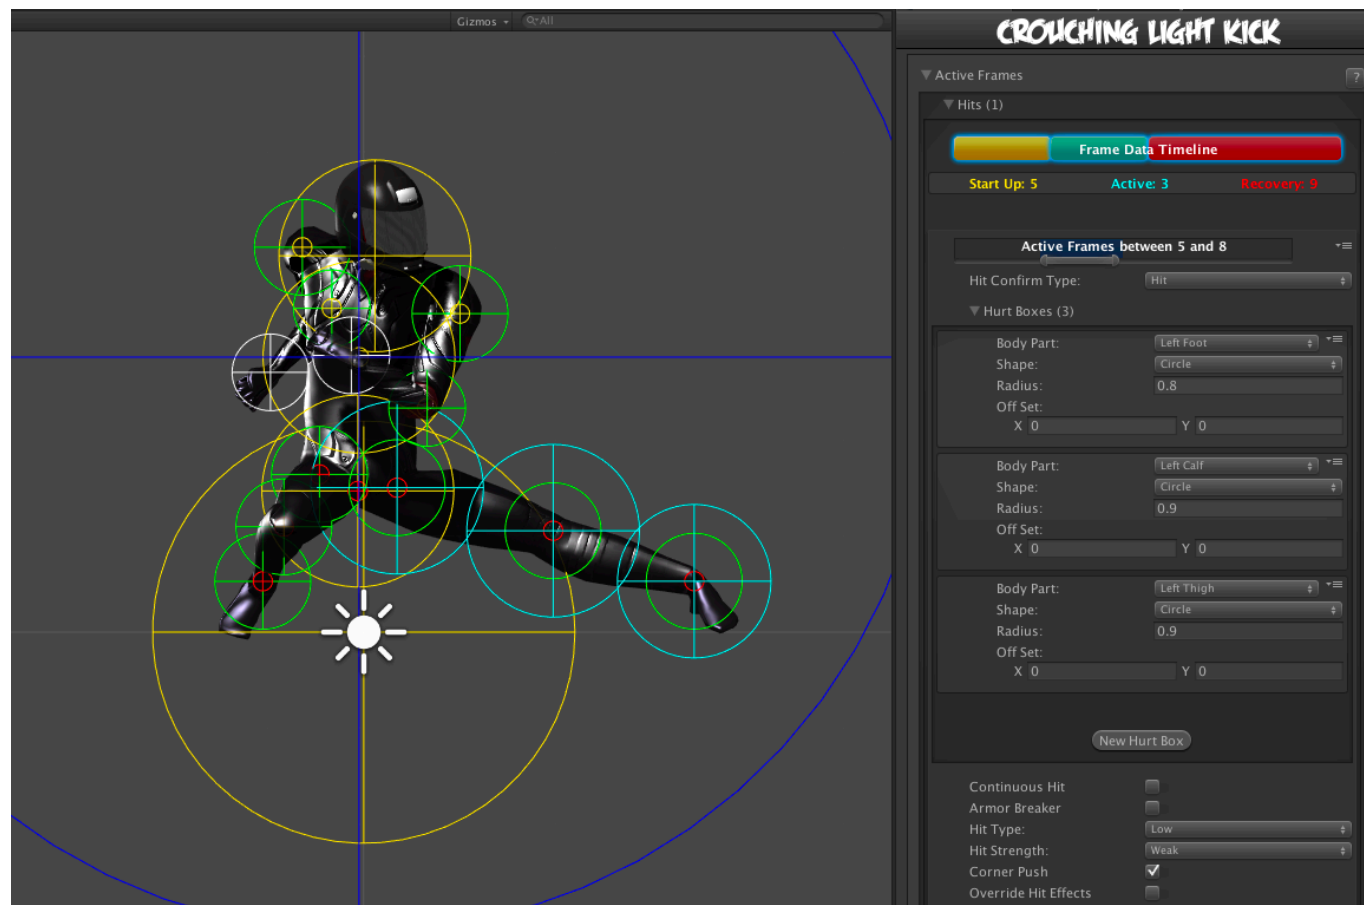 Gizmos
All
CROUCHING LIGHT KICK
Active Frames
?
Hits (1)
Frame Data Timeline
Start Up: 5 Active: 3 Recovery: 9
Active Frames between 5 and 8
Hit Confirm Type: Hit
Hurt Boxes (3)
Body Part: Left Foot
Shape: Circle
Radius: 0.8
Off Set:
X 0 Y 0
Body Part: Left Calf
Shape: Circle
Radius: 0.9
Off Set:
X 0 Y 0
Body Part: Left Thigh
Shape: Circle
Radius: 0.9
Off Set:
X 0 Y 0
New Hurt Box
Continuous Hit
Armor Breaker
Hit Type: Low
Hit Strength: Weak
Corner Push
Override Hit Effects